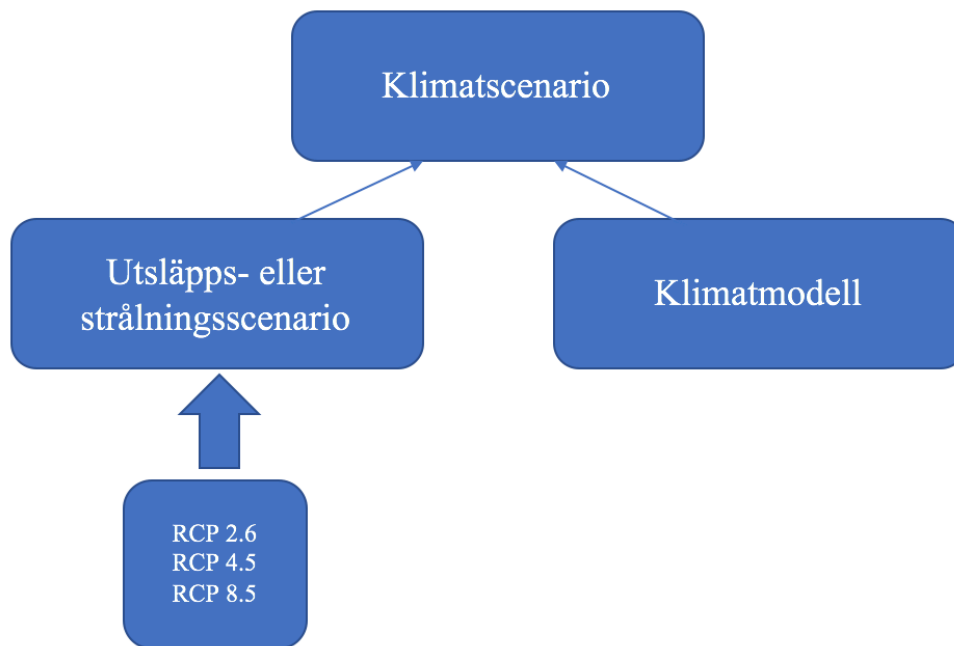 Klimatscenario
Utsläpps- eller
strålningsscenario
Klimatmodell
RCP 2.6
RCP 4.5
RCP 8.5